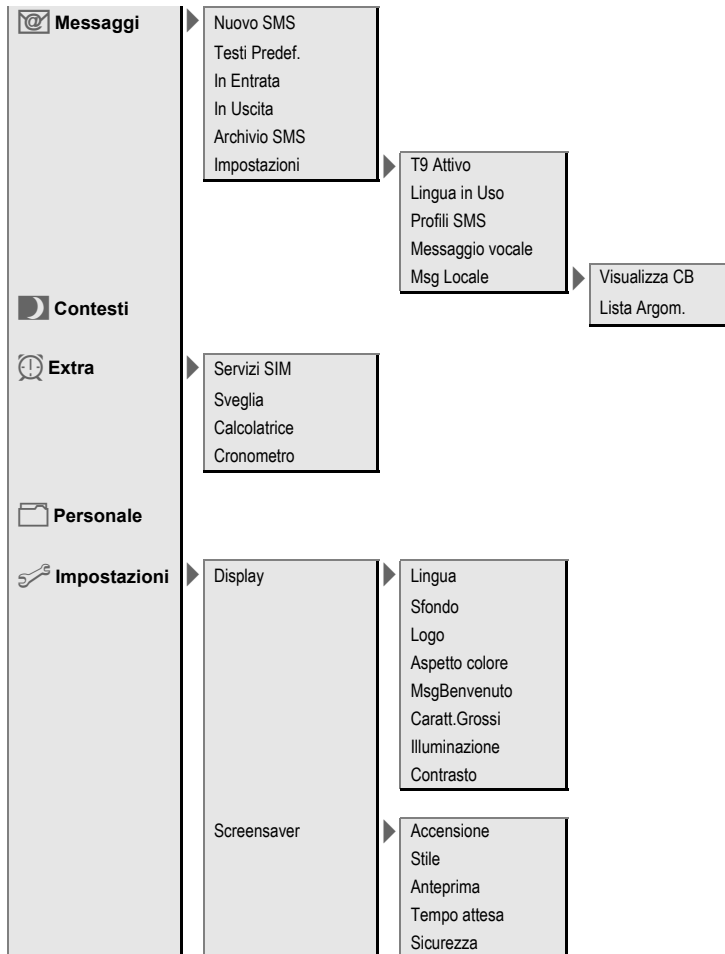 Messaggi
Nuovo SMS
Testi Predef.
In Entrata
In Uscita
Archivio SMS
Impostazioni
T9 Attivo
Lingua in Uso
Profili SMS
Messaggio vocale
Msg Locale
Visualizza CB
Lista Argom.
Contesti
Extra
Servizi SIM
Sveglia
Calcolatrice
Cronometro
Personale
Impostazioni
Display
Lingua
Sfondo
Logo
Aspetto colore
MsgBenvenuto
Caratt.Grossi
Illuminazione
Contrasto
Screensaver
Accensione
Stile
Anteprima
Tempo attesa
Sicurezza